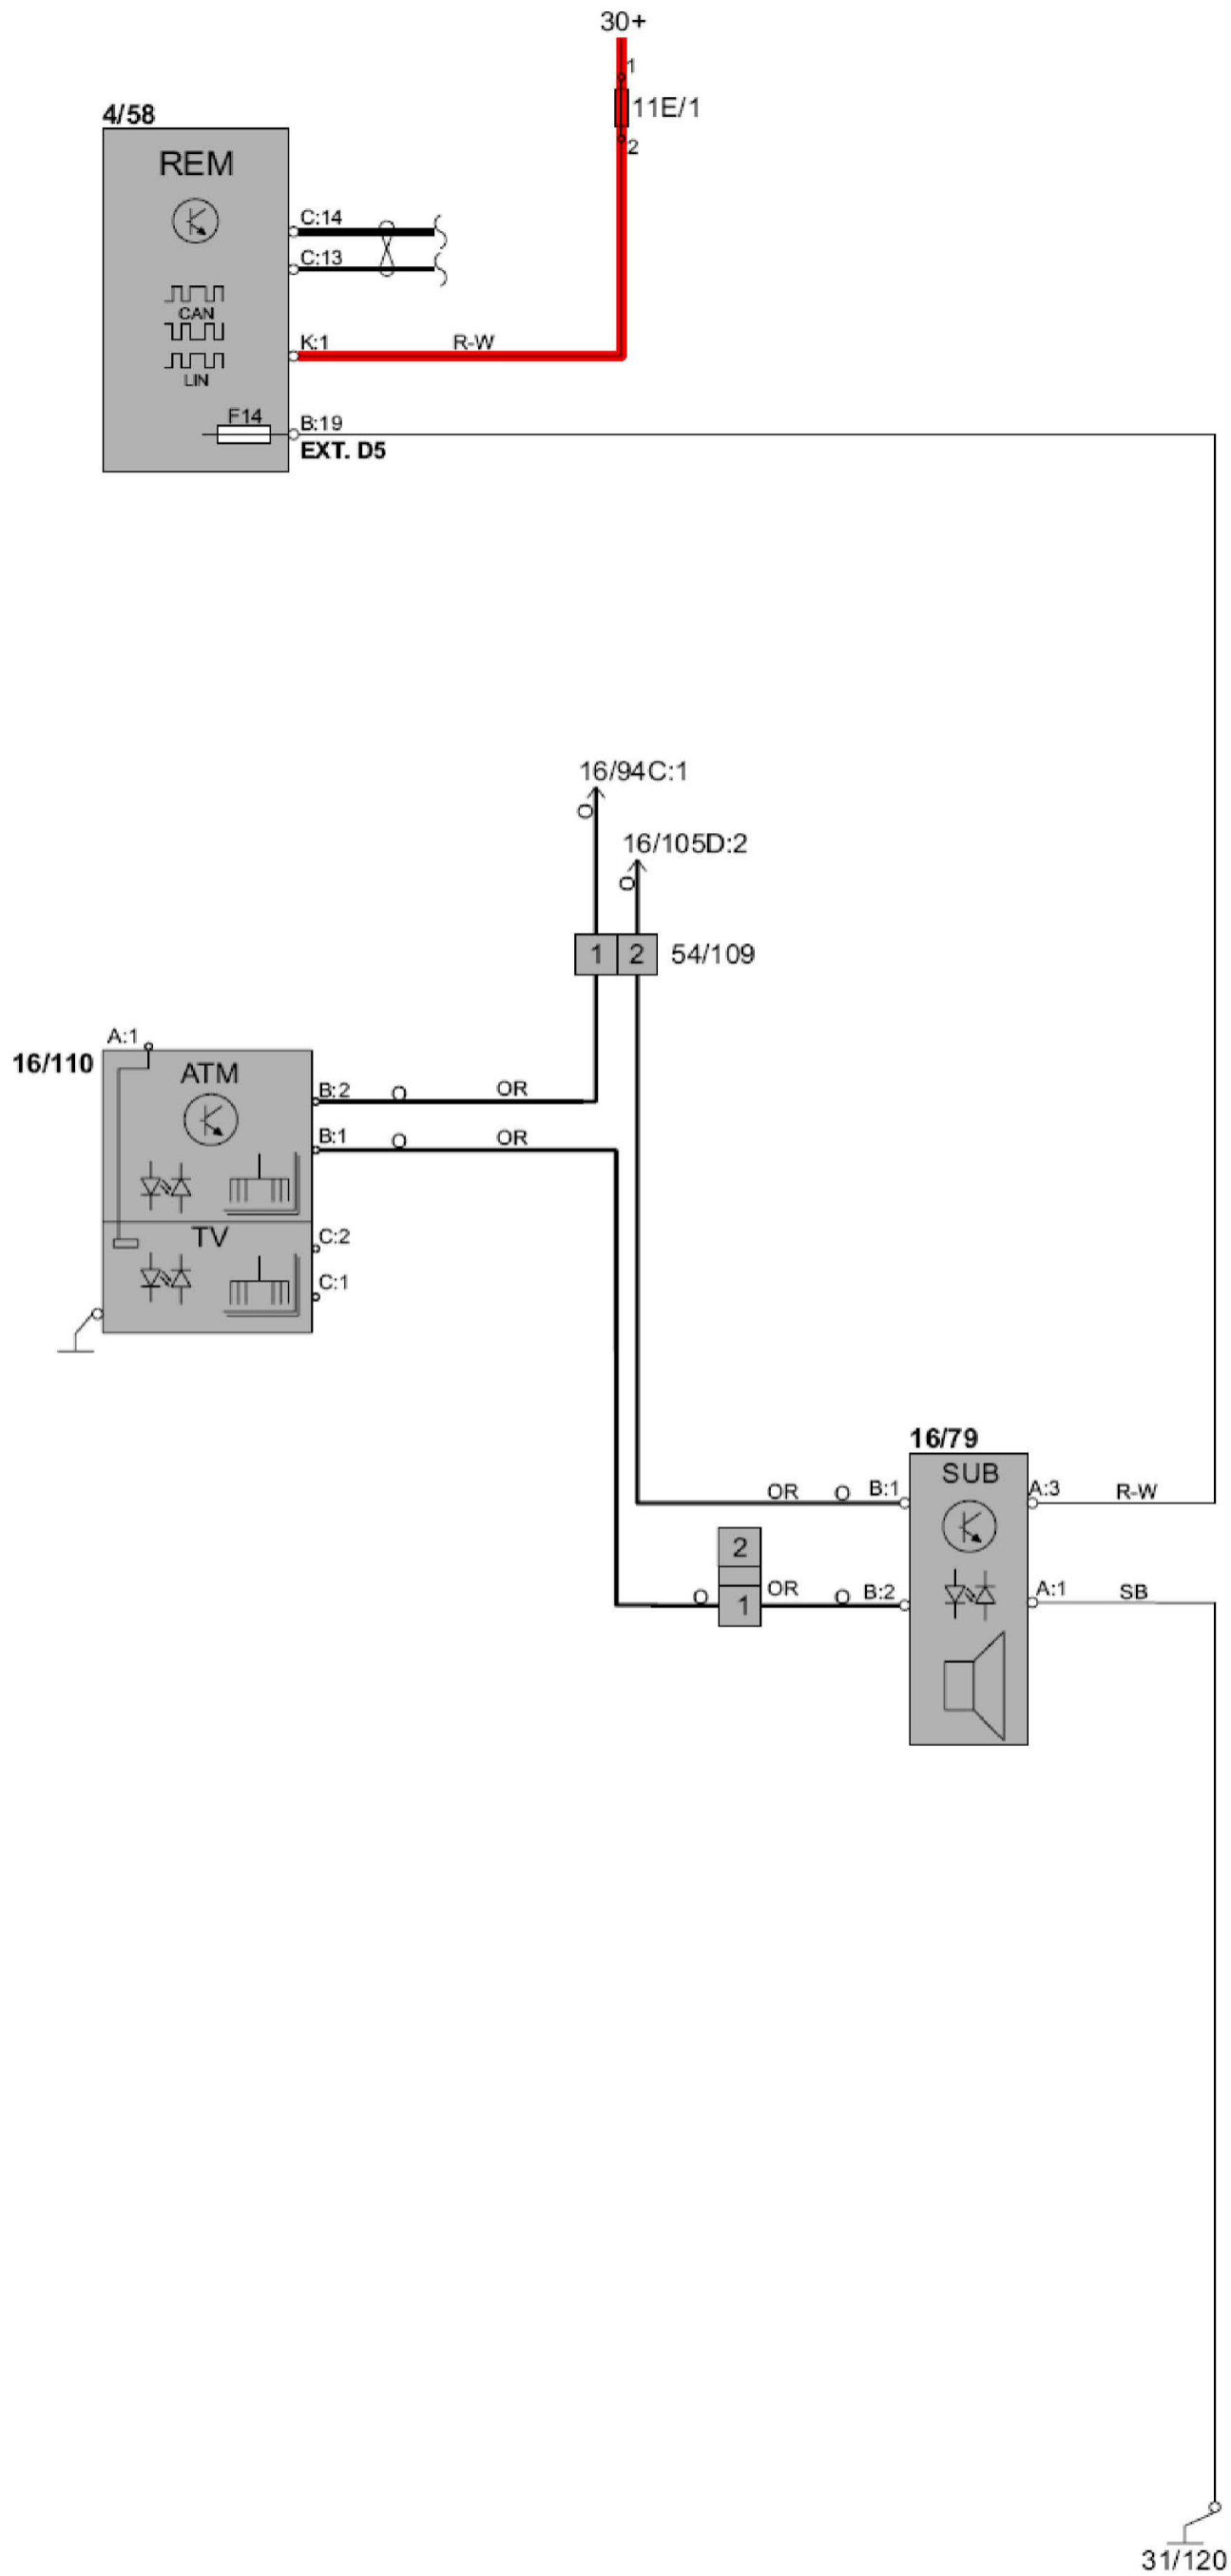 30+
1
11E/1
2
4/58
REM
C:14
C:13
CAN
K:1 R-W
LIN
F14
B:19
EXT. D5
16/94C:1
O
16/105D:2
O
1 2 54/109
A:1
16/110
ATM
B:2 O OR
B:1 O OR
TV
C:2
C:1
16/79
SUB
OR O B:1
A:3 R-W
2
O 1 OR O B:2
A:1 SB
31/120